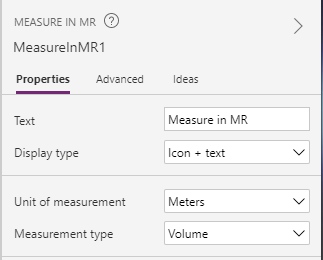 MEASURE IN MR ?
MeasureInMR1
Properties Advanced Ideas
Text Measure in MR
Display type Icon + text
Unit of measurement Meters
Measurement type Volume